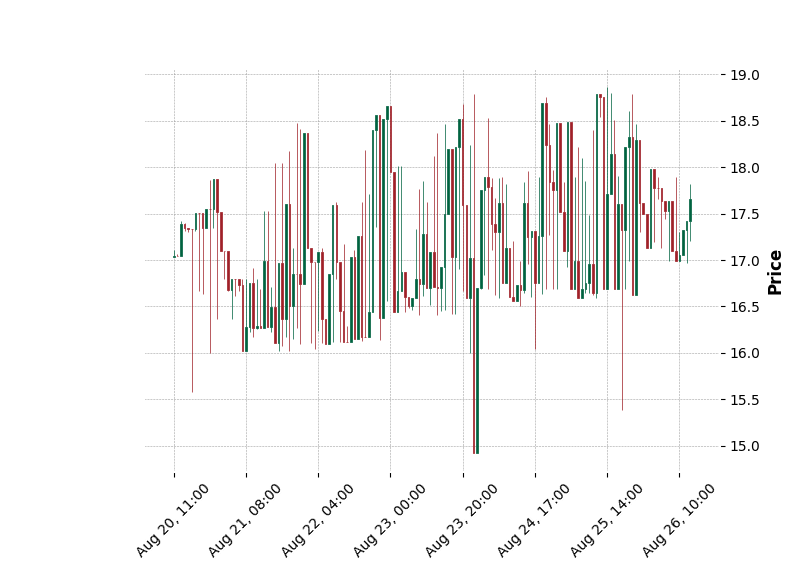 19.0
18.5
18.0
17.5
17.0
16.5
16.0
15.5
15.0
Price
Aug 20, 11:00
Aug 21, 08:00
Aug 22, 04:00
Aug 23, 00:00
Aug 23, 20:00
Aug 24, 17:00
Aug 25, 14:00
Aug 26, 10:00